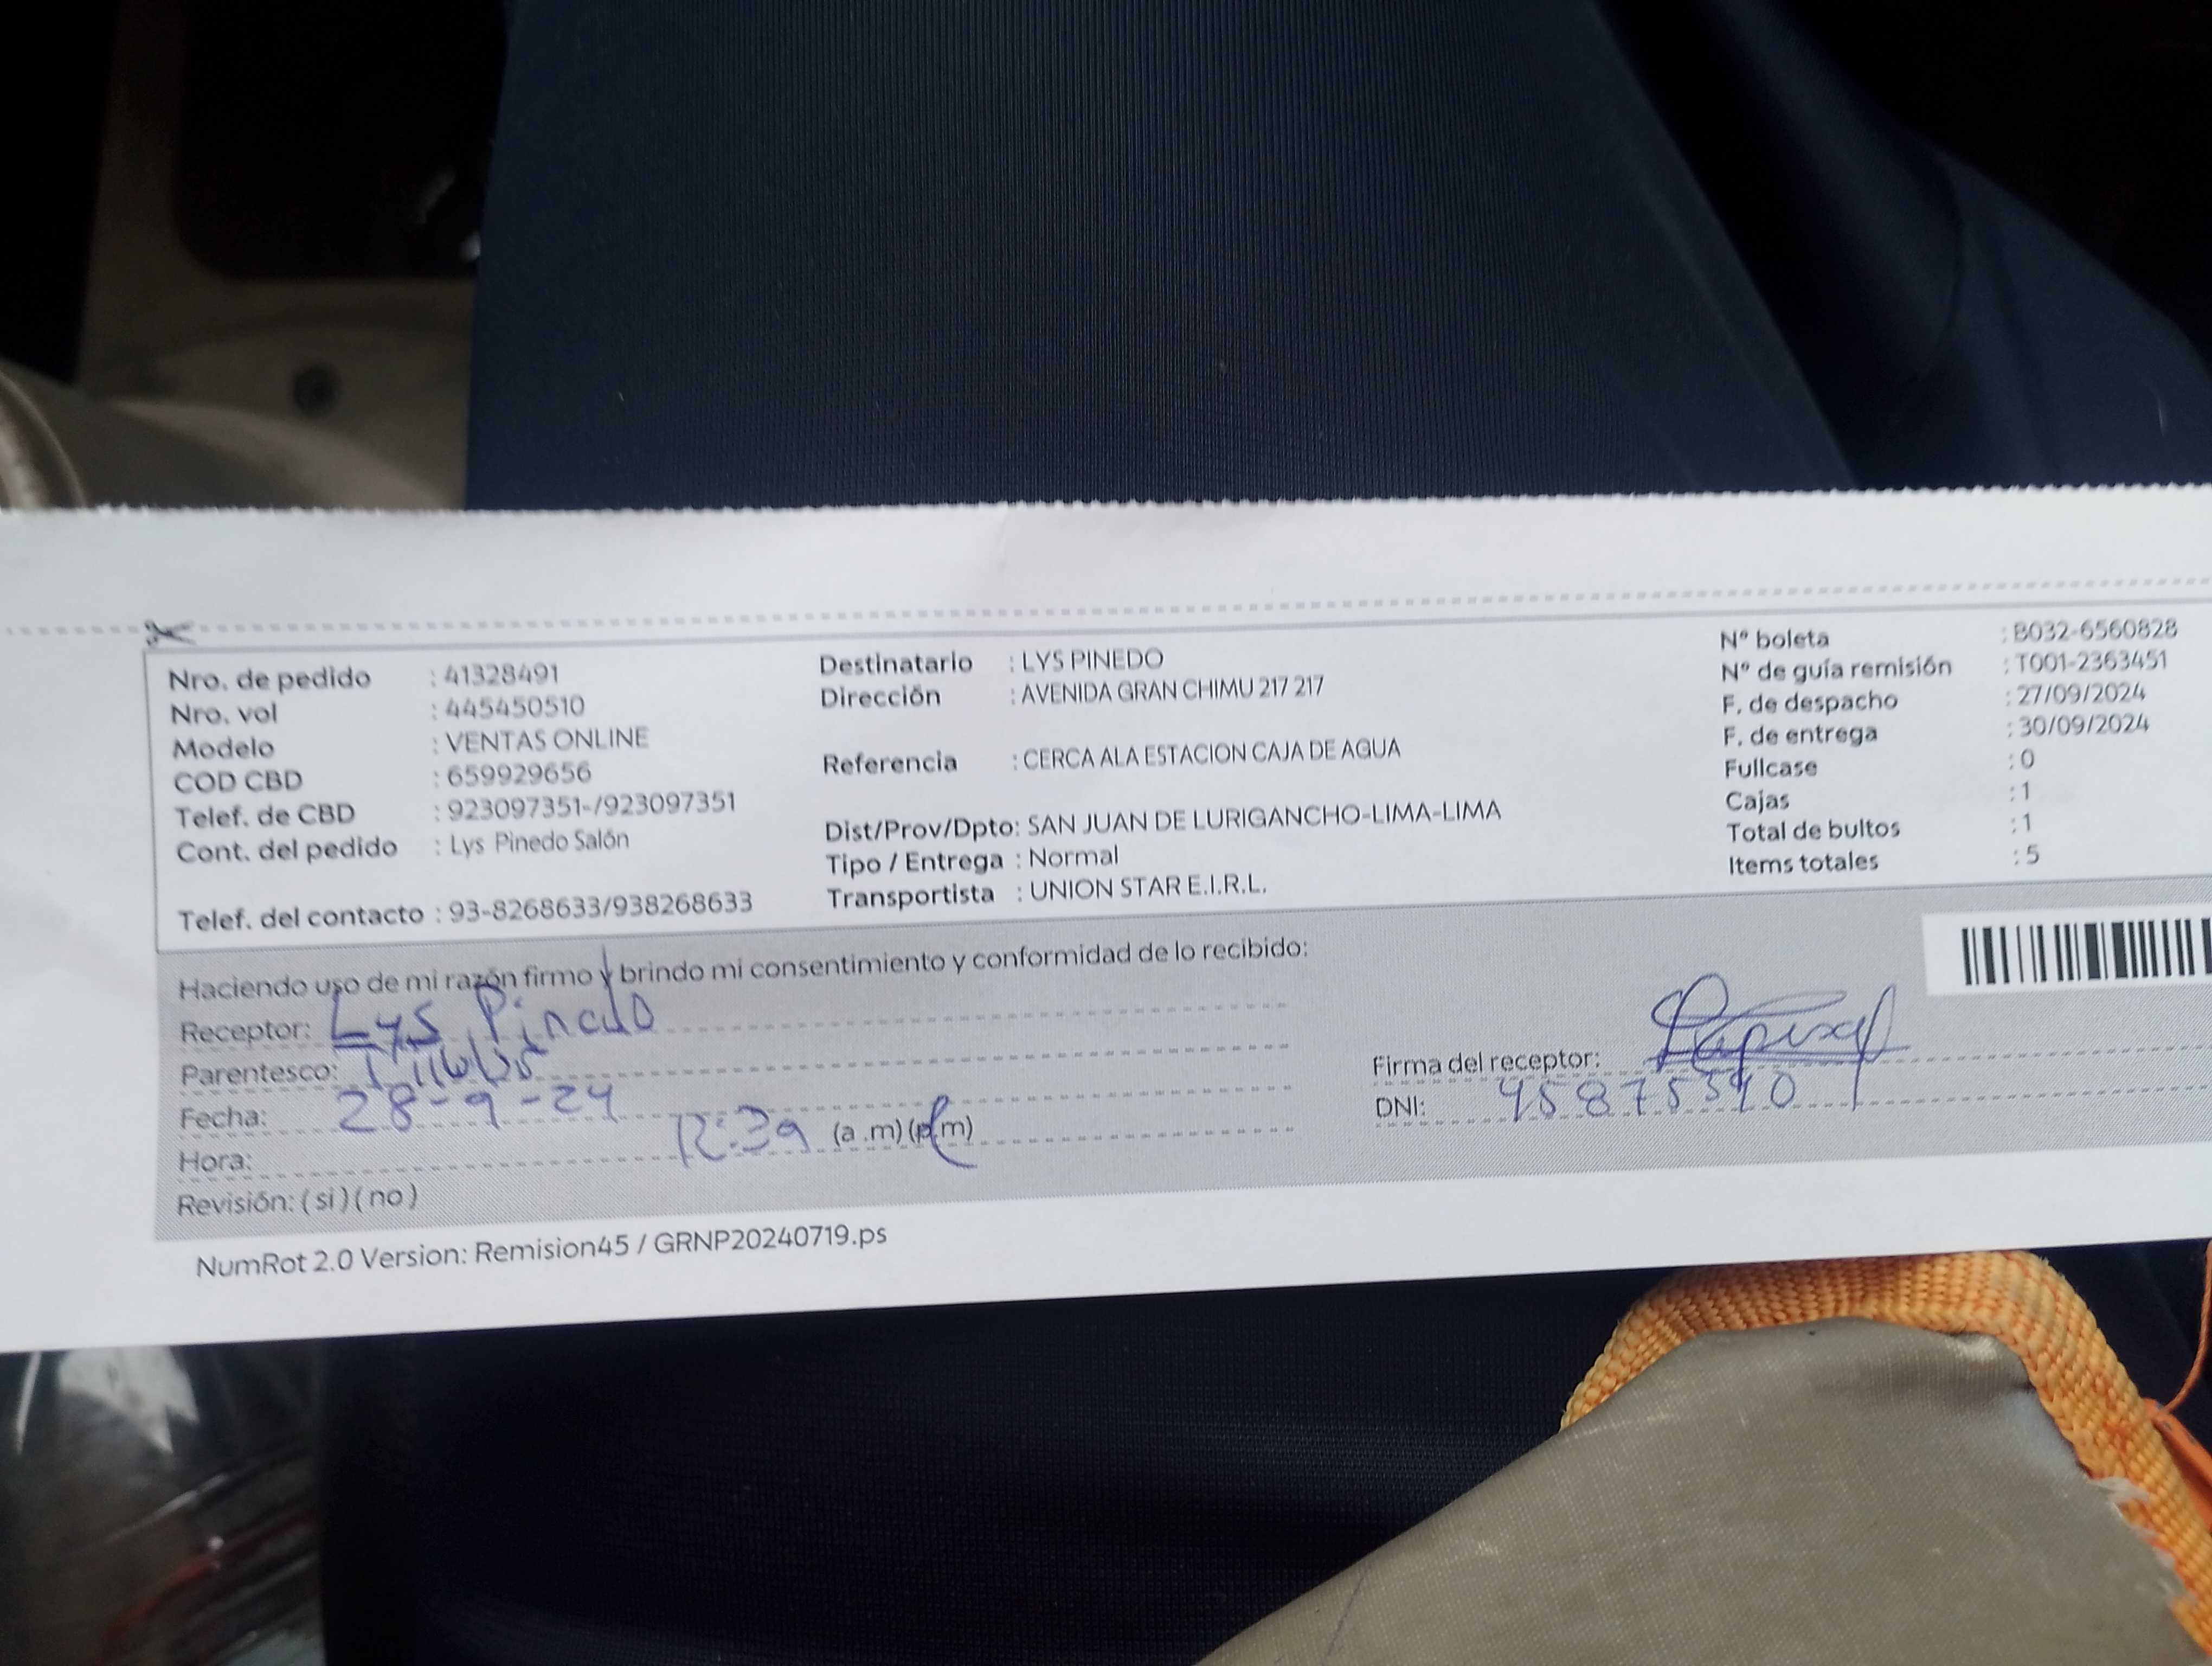 Nro. de pedido : 41328491
Nro. vol : 445450510
Modelo : VENTAS ONLINE
COD CBD : 659929656
Telef. de CBD : 923097351-/923097351
Cont. del pedido : Lys Pinedo Salón
Telef. del contacto : 93-8268633/938268633
Destinatario : LYS PINEDO
Dirección : AVENIDA GRAN CHIMU 217 217
Referencia : CERCA ALA ESTACION CAJA DE AGUA
Dist/Prov/Dpto: SAN JUAN DE LURIGANCHO-LIMA-LIMA
Tipo / Entrega : Normal
Transportista : UNION STAR E.I.R.L.
Nº boleta : B032-6560828
Nº de guía remisión : T001-2363451
F. de despacho : 27/09/2024
F. de entrega : 30/09/2024
Fullcase : 0
Cajas : 1
Total de bultos : 1
Items totales : 5
Haciendo uso de mi razón firmo y brindo mi consentimiento y conformidad de lo recibido:
Receptor: Lys Pinedo
Parentesco:
Fecha: 28-9-24
Hora: 12:39 (a .m) (p.m)
Revisión: ( si ) ( no )
Firma del receptor:
DNI: 45875540
NumRot 2.0 Version: Remision45 / GRNP20240719.ps